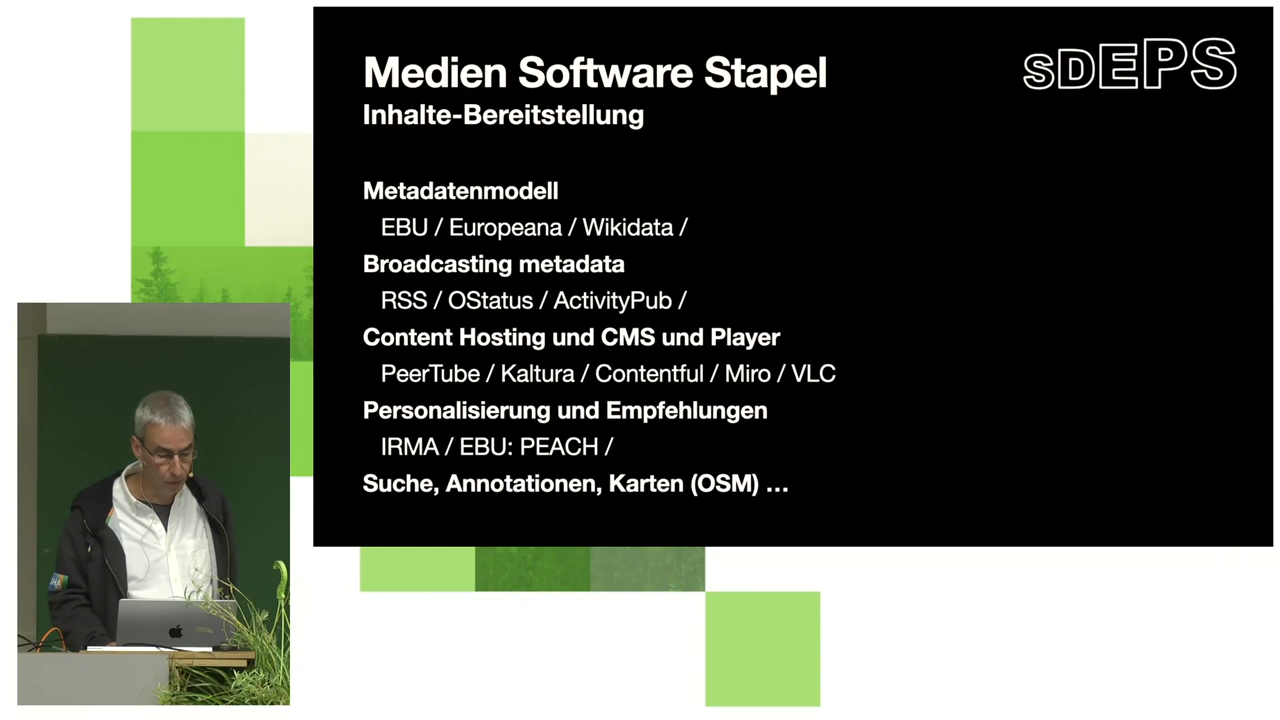 Medien Software Stapel
sDEPS
Inhalte-Bereitstellung
Metadatenmodell
EBU / Europeana / Wikidata /
Broadcasting metadata
RSS / OStatus / ActivityPub /
Content Hosting und CMS und Player
PeerTube / Kaltura / Contentful / Miro / VLC
Personalisierung und Empfehlungen
IRMA / EBU: PEACH /
Suche, Annotationen, Karten (OSM) ...